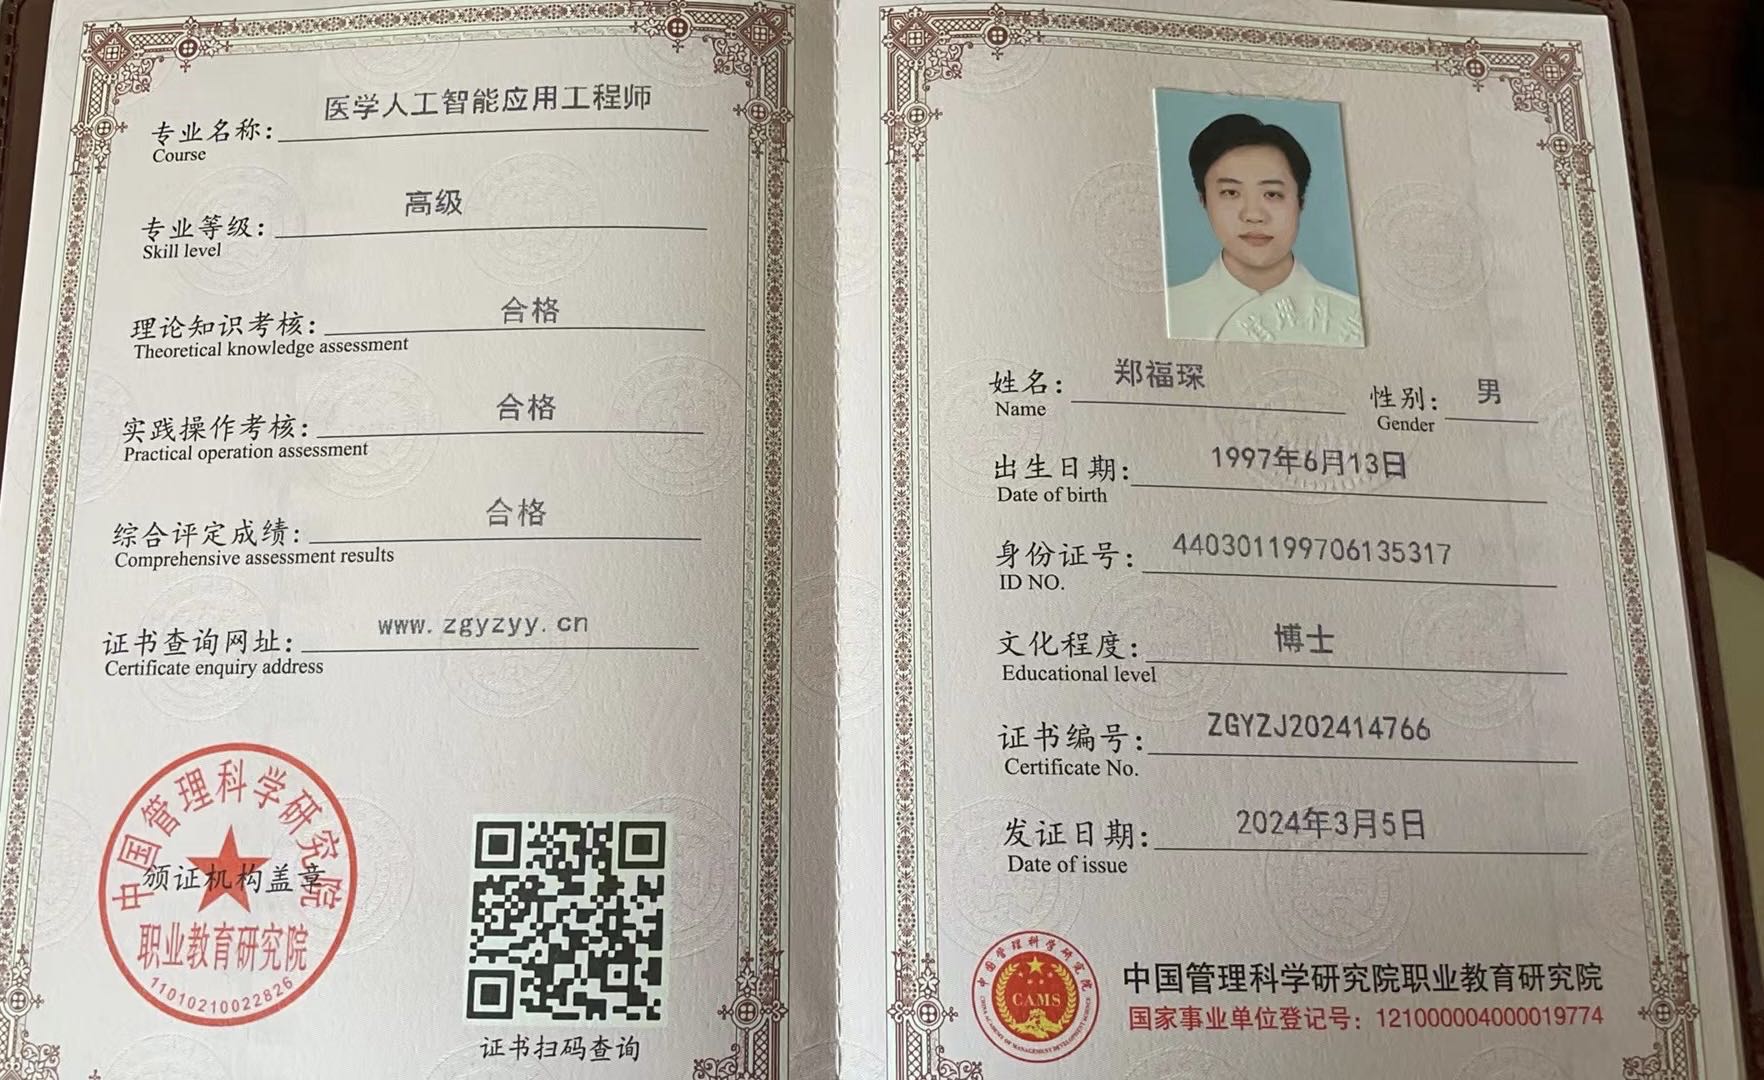 专业名称: 医学人工智能应用工程师
Course
专业等级: 高级
Skill level
理论知识考核: 合格
Theoretical knowledge assessment
实践操作考核: 合格
Practical operation assessment
综合评定成绩: 合格
Comprehensive assessment results
证书查询网址: www.zgyzyy.cn
Certificate enquiry address
中国管理科学研究院
颁证机构盖章
职业教育研究院
11010210022826
证书扫码查询
管理科学
姓名: 郑福琛 性别: 男
Name Gender
出生日期: 1997年6月13日
Date of birth
身份证号: 440301199706135317
ID NO.
文化程度: 博士
Educational level
证书编号: ZGYZJ202414766
Certificate No.
发证日期: 2024年3月5日
Date of issue
中国管理科学研究院
CAMS
CHINA ACADEMY OF MANAGEMENT DEVELOPMENT SCIENCE
中国管理科学研究院职业教育研究院
国家事业单位登记号: 121000004000019774